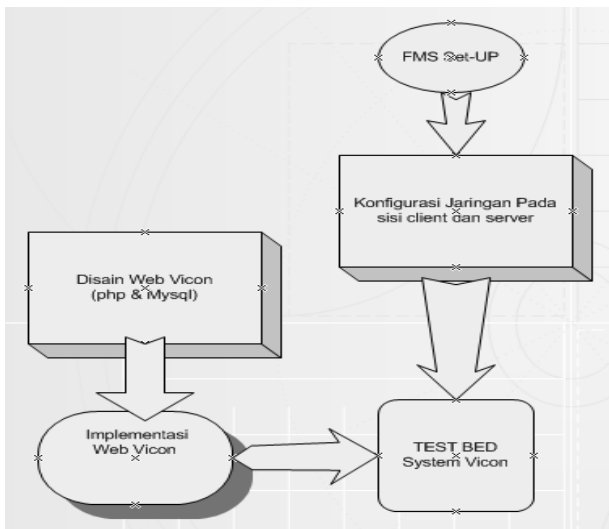 FMS Set-UP
Konfigurasi Jaringan Pada
sisi client dan server
Disain Web Vicon
(php & Mysql)
Implementasi
Web Vicon
TEST BED
System Vicon